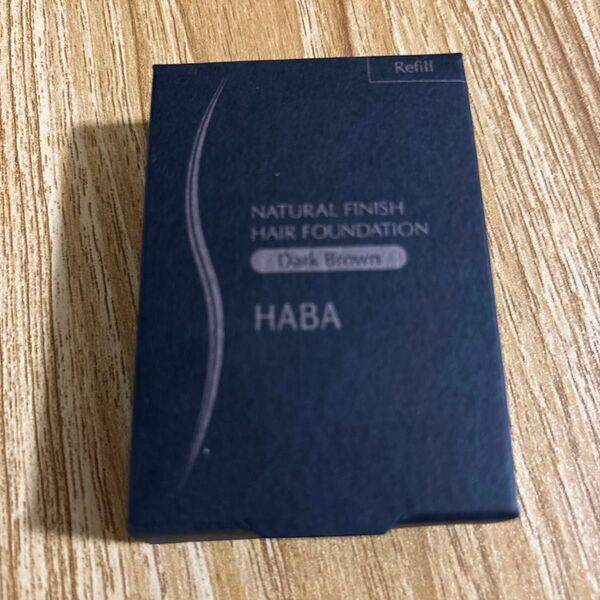 Refill
NATURAL FINISH
HAIR FOUNDATION
Dark Brown
HABA